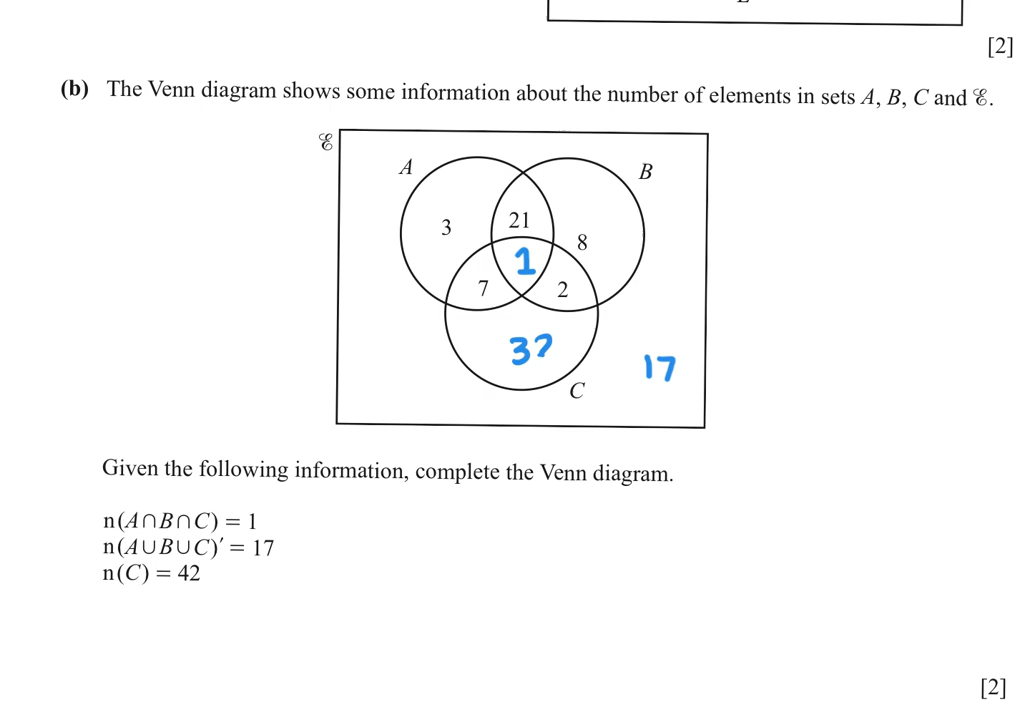 [2]
(b) The Venn diagram shows some information about the number of elements in sets A, B, C and ℰ.
ℰ
A
B
3
21
8
1
7
2
32
17
C
Given the following information, complete the Venn diagram.
n(A∩B∩C) = 1
n(A∪B∪C)′ = 17
n(C) = 42
[2]